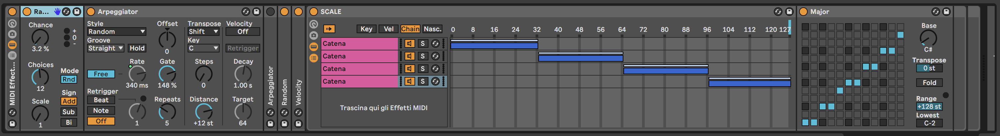 MIDI Effect...
Ra...
Chance
3.2 %
+
0
-
Choices
12
Mode
Rnd
Sign
Add
Sub
Bi
Scale
1
Arpeggiator
Style
Random
Groove
Straight
Hold
Offset
0
Transpose
Shift
Key
C
Velocity
Off
Retrigger
Rate
Free
340 ms
Gate
148 %
Steps
0
Decay
1.00 s
Retrigger
Beat
Note
Off
1
Repeats
5
Distance
+12 st
Target
64
Arpeggiator
Random
Velocity
SCALE
Key Vel Chain Nasc.
0 8 16 24 32 40 48 56 64 72 80 88 96 104 112 120 127
Catena S
Catena S
Catena S
Catena S
Trascina qui gli Effetti MIDI
Major
Base
C#
Transpose
0 st
Fold
Range
+128 st
Lowest
C-2